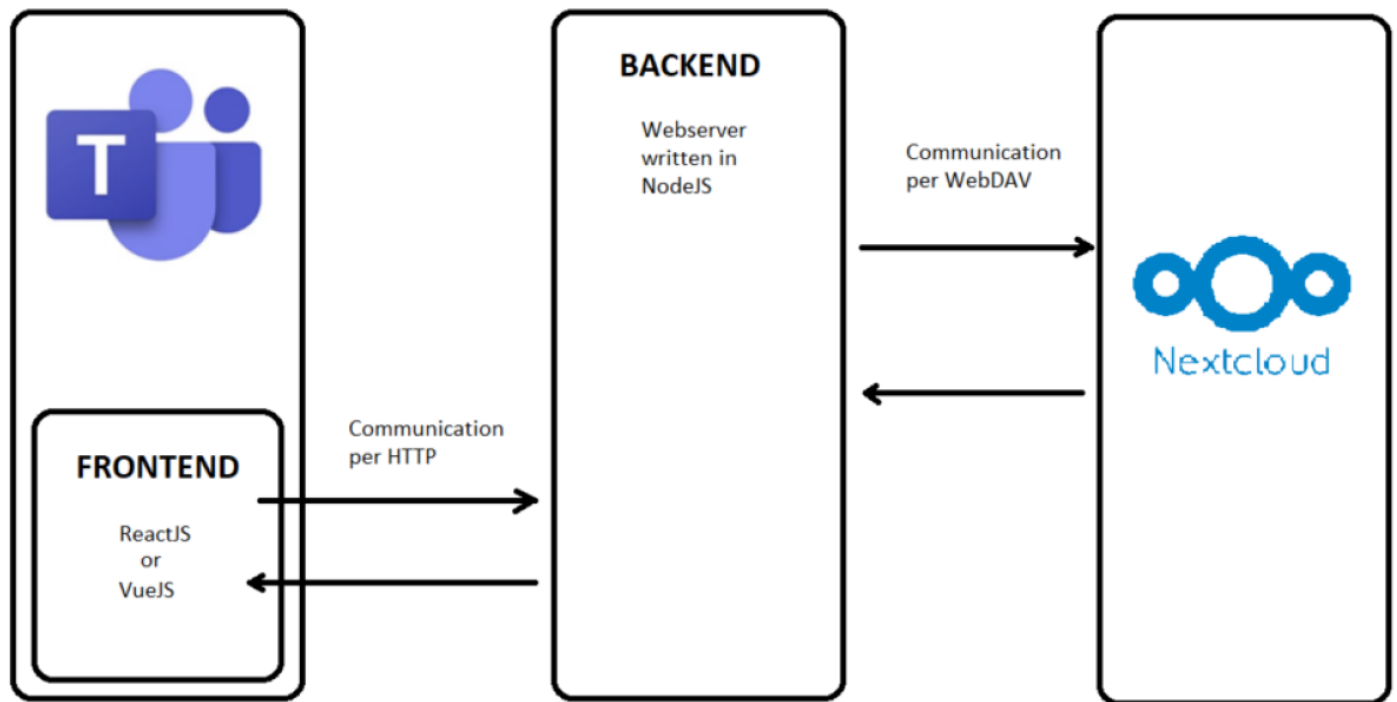 T
FRONTEND
ReactJS
or
VueJS
Communication
per HTTP
BACKEND
Webserver
written in
NodeJS
Communication
per WebDAV
Nextcloud